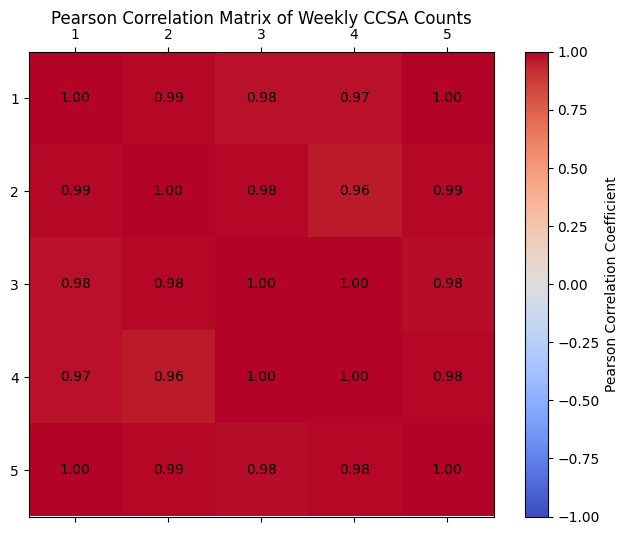 Pearson Correlation Matrix of Weekly CCSA Counts
1 2 3 4 5
1 1.00 0.99 0.98 0.97 1.00
2 0.99 1.00 0.98 0.96 0.99
3 0.98 0.98 1.00 1.00 0.98
4 0.97 0.96 1.00 1.00 0.98
5 1.00 0.99 0.98 0.98 1.00
1.00
0.75
0.50
0.25
0.00
−0.25
−0.50
−0.75
−1.00
Pearson Correlation Coefficient